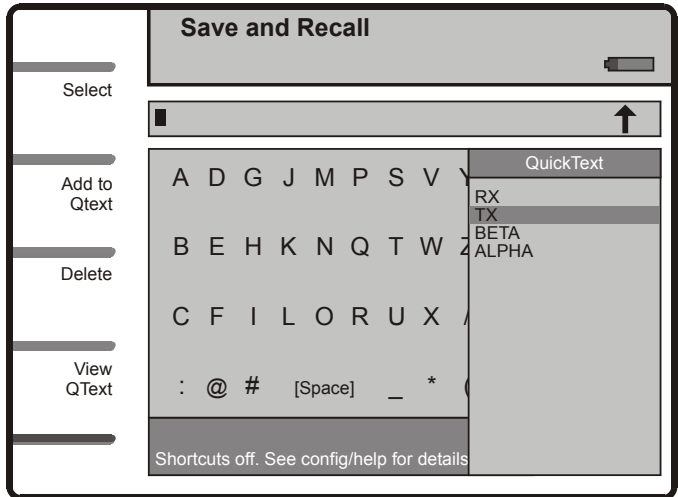 Save and Recall
Select
Add to
Qtext
Delete
View
QText
A D G J M P S V Y
B E H K N Q T W Z
C F I L O R U X /
: @ # [Space] _ * (
QuickText
RX
TX
BETA
ALPHA
Shortcuts off. See config/help for details